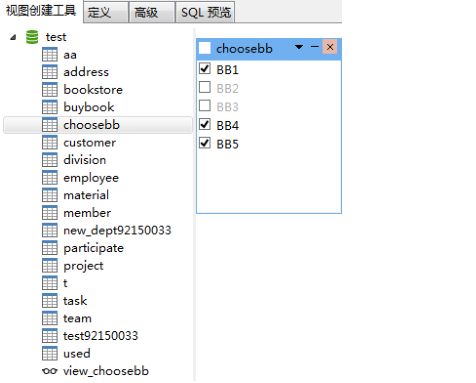 视图创建工具 定义 高级 SQL 预览
test
aa
address
bookstore
buybook
choosebb
customer
division
employee
material
member
new_dept92150033
participate
project
t
task
team
test92150033
used
view_choosebb
choosebb
BB1
BB2
BB3
BB4
BB5